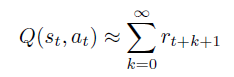 Q(s_t, a_t) ≈ ∑_{k=0}^{∞} r_{t+k+1}